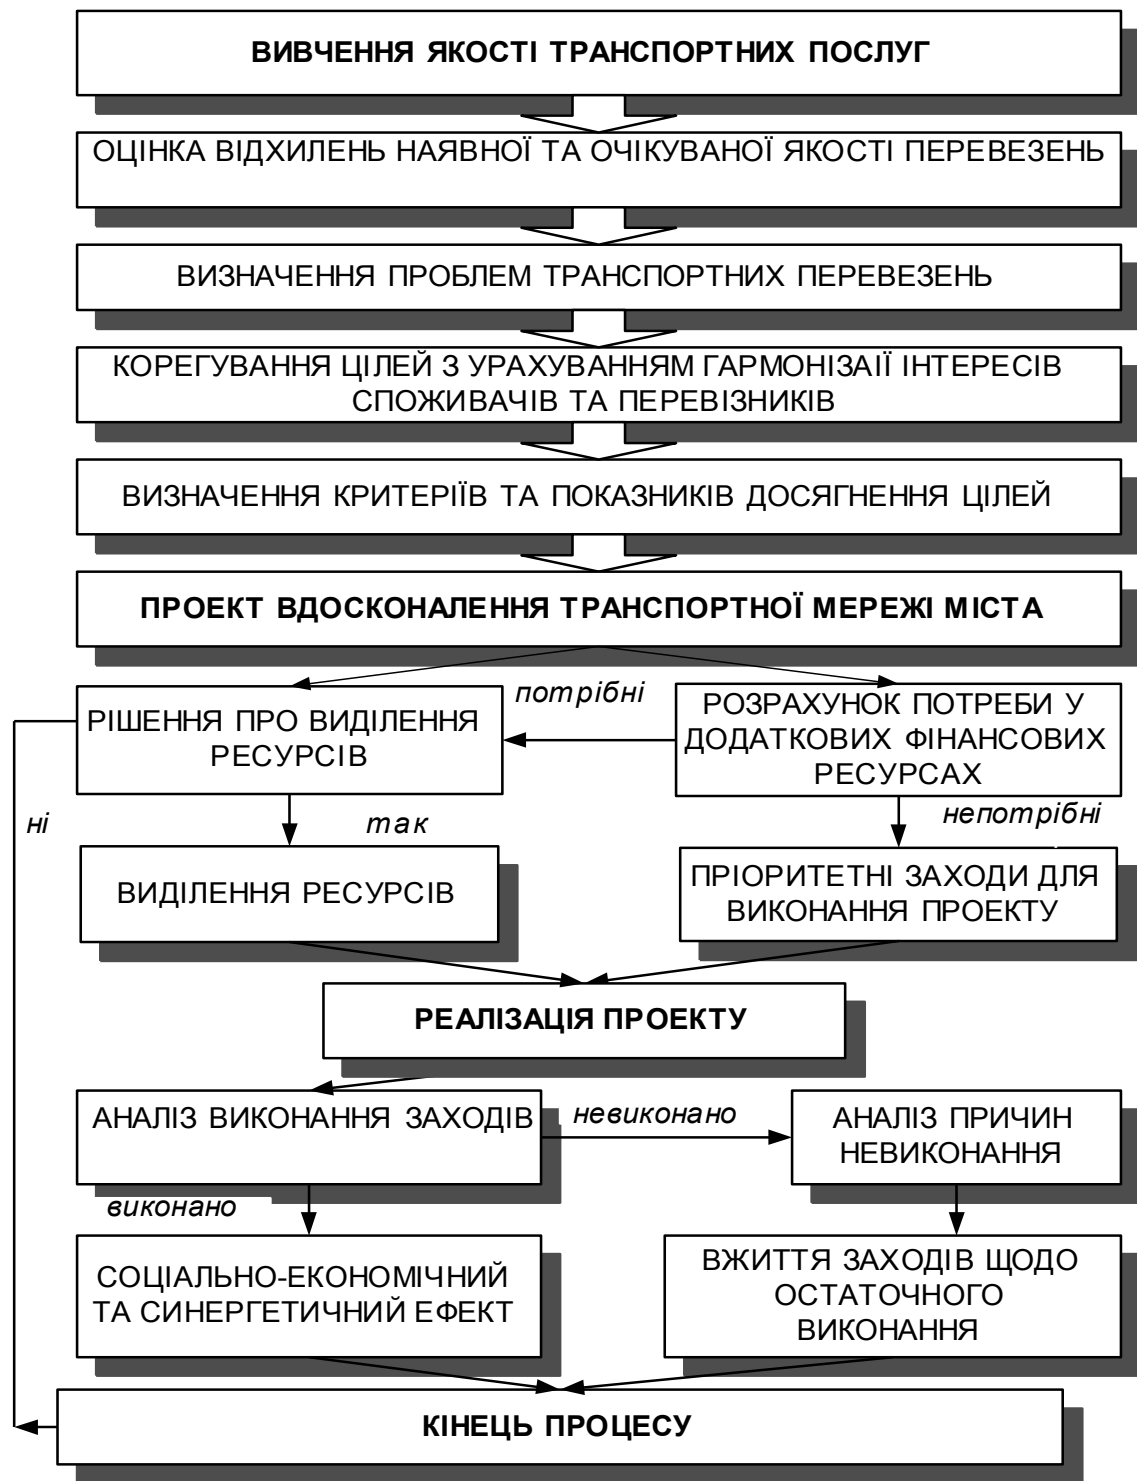 ВИВЧЕННЯ ЯКОСТІ ТРАНСПОРТНИХ ПОСЛУГ
ОЦІНКА ВІДХИЛЕНЬ НАЯВНОЇ ТА ОЧІКУВАНОЇ ЯКОСТІ ПЕРЕВЕЗЕНЬ
ВИЗНАЧЕННЯ ПРОБЛЕМ ТРАНСПОРТНИХ ПЕРЕВЕЗЕНЬ
КОРЕГУВАННЯ ЦІЛЕЙ З УРАХУВАННЯМ ГАРМОНІЗАІЇ ІНТЕРЕСІВ
СПОЖИВАЧІВ ТА ПЕРЕВІЗНИКІВ
ВИЗНАЧЕННЯ КРИТЕРІЇВ ТА ПОКАЗНИКІВ ДОСЯГНЕННЯ ЦІЛЕЙ
ПРОЕКТ ВДОСКОНАЛЕННЯ ТРАНСПОРТНОЇ МЕРЕЖІ МІСТА
РІШЕННЯ ПРО ВИДІЛЕННЯ
РЕСУРСІВ
потрібні
РОЗРАХУНОК ПОТРЕБИ У
ДОДАТКОВИХ ФІНАНСОВИХ
РЕСУРСАХ
ні
так
непотрібні
ВИДІЛЕННЯ РЕСУРСІВ
ПРІОРИТЕТНІ ЗАХОДИ ДЛЯ
ВИКОНАННЯ ПРОЕКТУ
РЕАЛІЗАЦІЯ ПРОЕКТУ
АНАЛІЗ ВИКОНАННЯ ЗАХОДІВ
невиконано
АНАЛІЗ ПРИЧИН
НЕВИКОНАННЯ
виконано
СОЦІАЛЬНО-ЕКОНОМІЧНИЙ
ТА СИНЕРГЕТИЧНИЙ ЕФЕКТ
ВЖИТТЯ ЗАХОДІВ ЩОДО
ОСТАТОЧНОГО
ВИКОНАННЯ
КІНЕЦЬ ПРОЦЕСУ